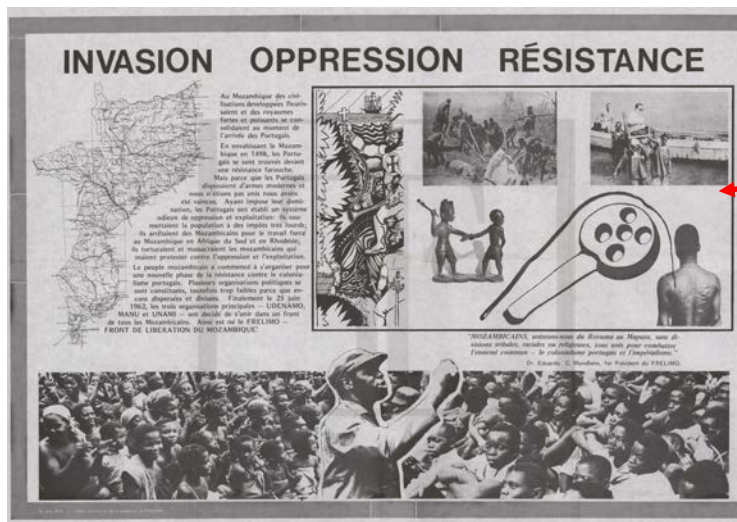 INVASION OPPRESSION RÉSISTANCE
Au Mozambique des civi-
lisations developpées fleuris-
saient et des royaumes
fortes et puissants se con-
solidaient au moment de
l'arrivée des Portugais.
En envahissant le Mozam-
bique en 1498, les Portu-
gais se sont trouvés devant
une résistance farouche.
Mais parce que les Portugais
disposaient d'armes modernes et
nous n'étions pas unis nous avons
été vaincus. Ayant imposé leur domi-
nation, les Portugais ont établi un système
odieux de oppression et exploitation: ils sou-
mettaient la population à des impôts très lourds;
ils arrêtaient des Mozambicains pour le travail forcé
au Mozambique en Afrique du Sud et en Rhodésie;
ils torturaient et massacraient les mozambicains qui
osaient protester contre l'oppression et l'exploitation.
Le peuple mozambicain a commencé à s'organiser pour
une nouvelle phase de la résistance contre le colonia-
lisme portugais. Plusieurs organisations politiques se
sont constituées, toutefois trop faibles parce que en-
core dispersées et divisées. Finalement le 25 juin
1962, les trois organisations principales — UDENAMO,
MANU et UNAMI — ont décidé de s'unir dans un front
de tous les Mozambicains. Ainsi est né le FRELIMO —
FRONT DE LIBERATION DU MOZAMBIQUE!
"MOZAMBICAINS, unissons-nous du Rovuma au Maputo, sans di-
visions tribales, raciales ou religieuses, tous unis pour combattre
l'ennemi commun — le colonialisme portugais et l'impérialisme."
Dr. Eduardo C. Mondlane, 1er Président du FRELIMO.